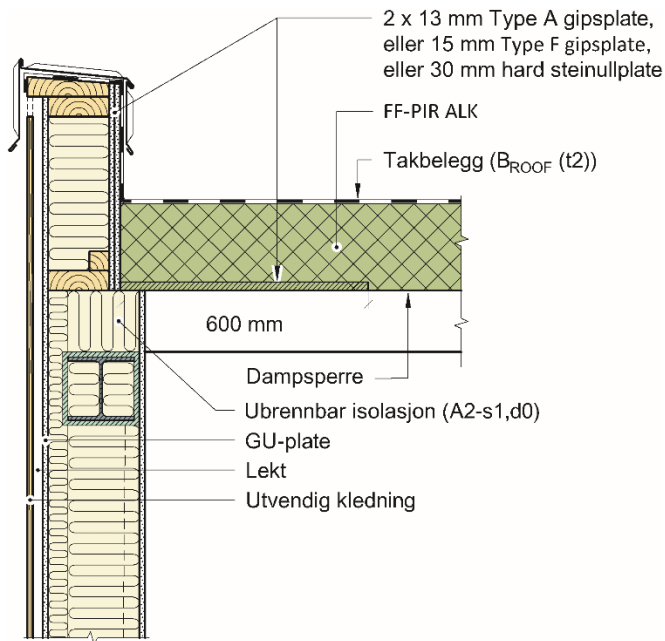 2 x 13 mm Type A gipsplate,
eller 15 mm Type F gipsplate,
eller 30 mm hard steinullplate
FF-PIR ALK
Takbelegg (BROOF (t2))
600 mm
Dampsperre
Ubrennbar isolasjon (A2-s1,d0)
GU-plate
Lekt
Utvendig kledning